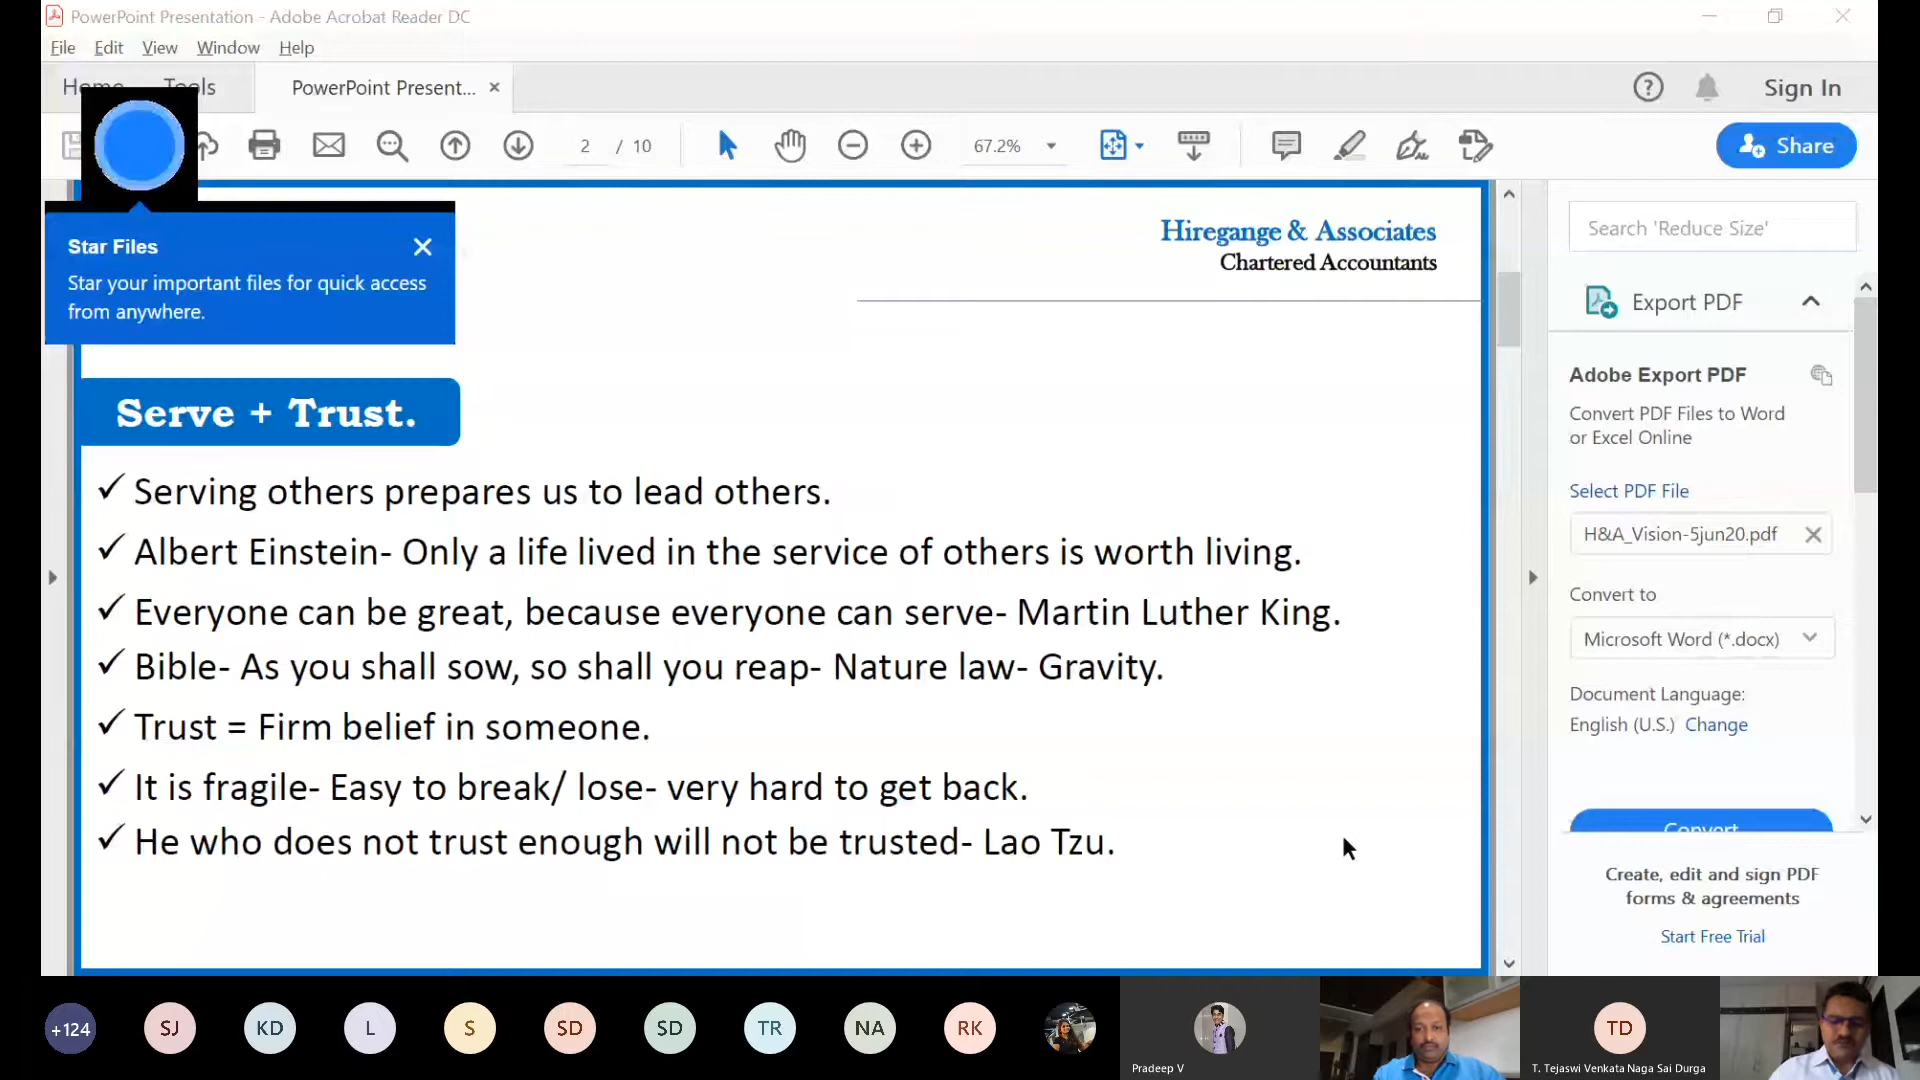 PowerPoint Presentation - Adobe Acrobat Reader DC
File Edit View Window Help
Home Tools PowerPoint Present... ×
Sign In
2 / 10
67.2%
Share
Star Files
Star your important files for quick access
from anywhere.
Hiregange & Associates
Chartered Accountants
Serve + Trust.
✓ Serving others prepares us to lead others.
✓ Albert Einstein- Only a life lived in the service of others is worth living.
✓ Everyone can be great, because everyone can serve- Martin Luther King.
✓ Bible- As you shall sow, so shall you reap- Nature law- Gravity.
✓ Trust = Firm belief in someone.
✓ It is fragile- Easy to break/ lose- very hard to get back.
✓ He who does not trust enough will not be trusted- Lao Tzu.
Search 'Reduce Size'
Export PDF
Adobe Export PDF
Convert PDF Files to Word
or Excel Online
Select PDF File
H&A_Vision-5jun20.pdf
Convert to
Microsoft Word (*.docx)
Document Language:
English (U.S.) Change
Convert
Create, edit and sign PDF
forms & agreements
Start Free Trial
+124 SJ KD L S SD SD TR NA RK TD
Pradeep V
T. Tejaswi Venkata Naga Sai Durga